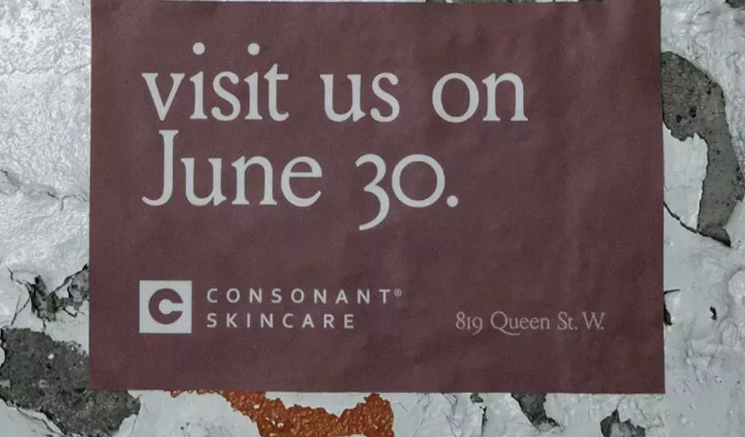 visit us on
June 30.
C CONSONANT®
SKINCARE
819 Queen St. W.